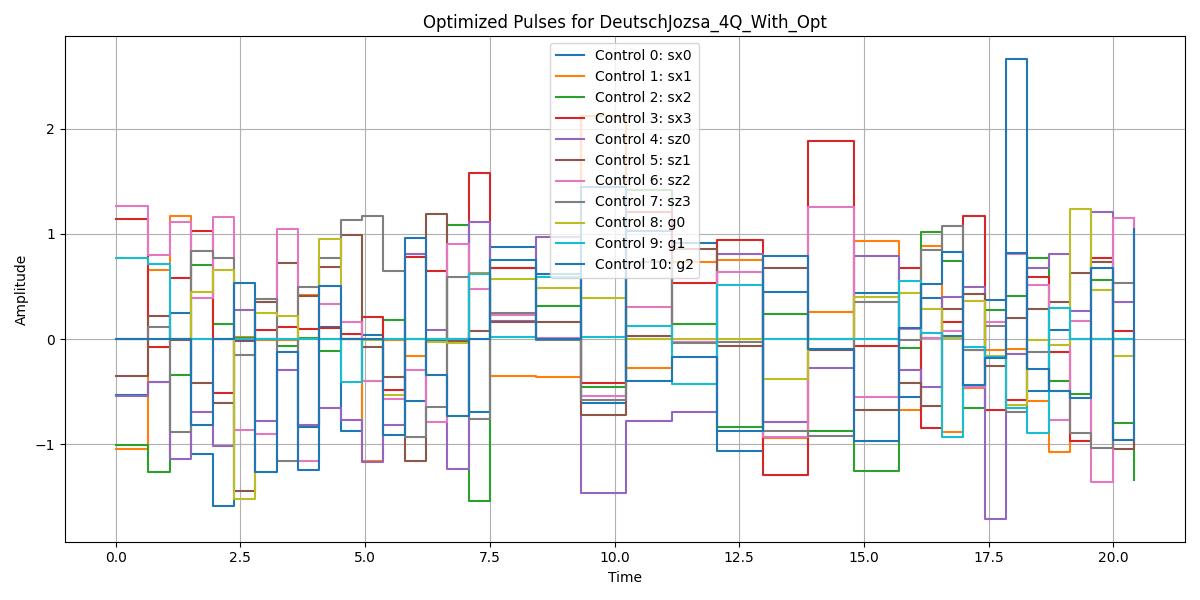 Optimized Pulses for DeutschJozsa_4Q_With_Opt
Control 0: sx0
Control 1: sx1
Control 2: sx2
Control 3: sx3
Control 4: sz0
Control 5: sz1
Control 6: sz2
Control 7: sz3
Control 8: g0
Control 9: g1
Control 10: g2
Amplitude
2
1
0
−1
0.0 2.5 5.0 7.5 10.0 12.5 15.0 17.5 20.0
Time